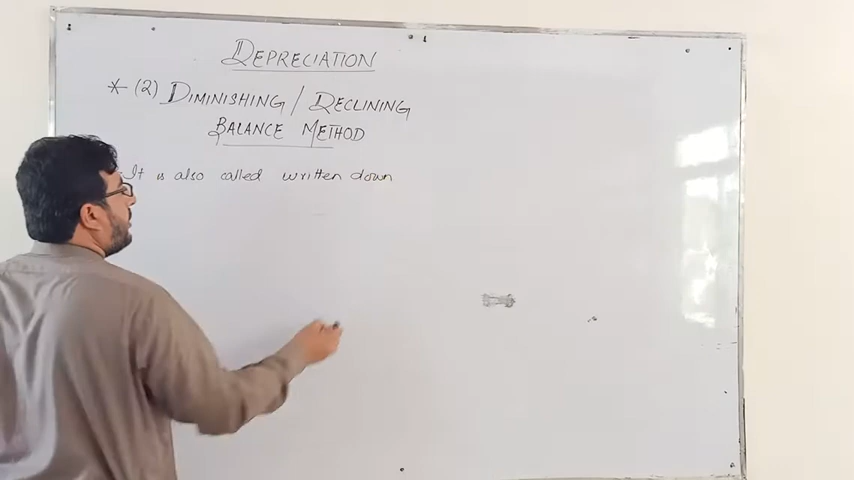 DEPRECIATION
* (2) DIMINISHING / DECLINING
BALANCE METHOD
It is also called written down